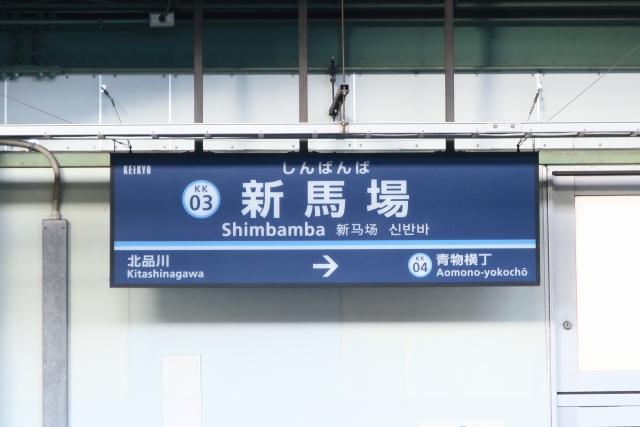 KEIKYU
しんばんば
KK 03 新馬場
Shimbamba 新马场 신반바
北品川
Kitashinagawa
→
KK 04 青物横丁
Aomono-yokochō